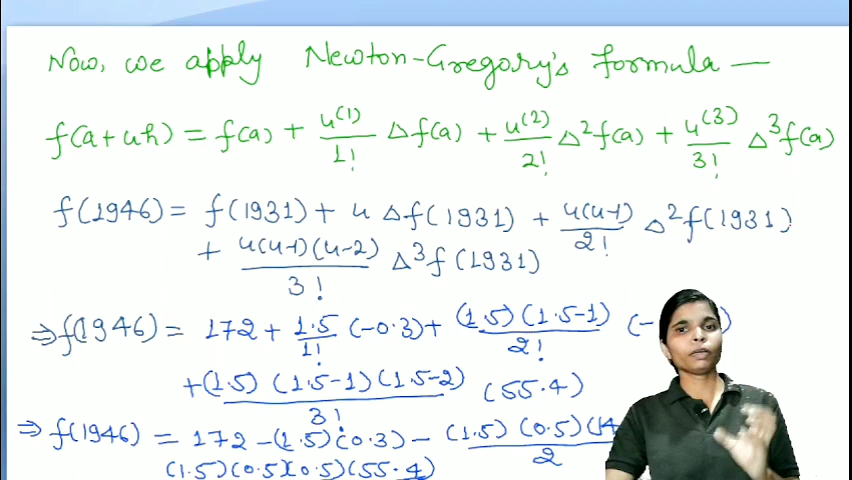 Now, we apply Newton-Gregory's formula —
f(a+uh) = f(a) + u^(1)/1! Δf(a) + u^(2)/2! Δ²f(a) + u^(3)/3! Δ³f(a)
f(1946) = f(1931) + u Δf(1931) + u(u-1)/2! Δ²f(1931)
+ u(u-1)(u-2)/3! Δ³f(1931)
⇒ f(1946) = 172 + 1.5/1! (-0.3) + (1.5)(1.5-1)/2! (-
+ (1.5)(1.5-1)(1.5-2)/3! (55.4)
⇒ f(1946) = 172 - (1.5)(0.3) - (1.5)(0.5)(14/2
(1.5)(0.5)(0.5)(55.4)